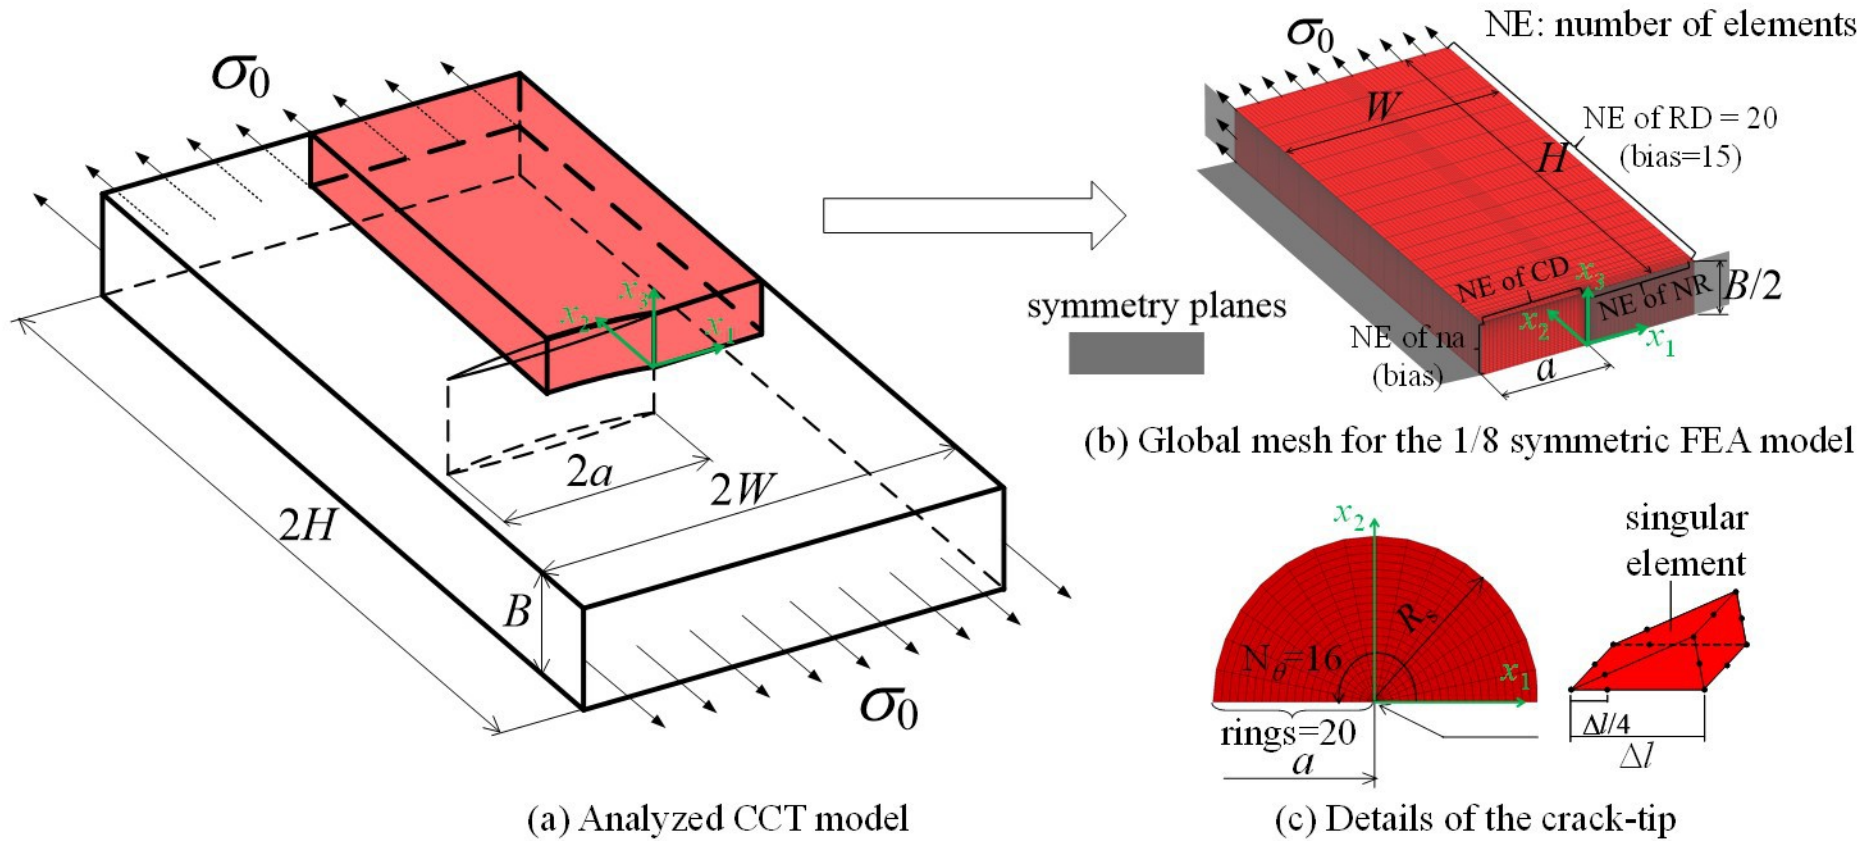 σ0
x3
x2
x1
2a
2W
2H
B
σ0
(a) Analyzed CCT model
NE: number of elements
σ0
W
NE of RD = 20
(bias=15)
H
NE of CD
x3
NE of NR
B/2
x2
x1
symmetry planes
NE of na
(bias)
a
(b) Global mesh for the 1/8 symmetric FEA model
x2
Rs
Nθ=16
x1
rings=20
a
singular
element
Δl/4
Δl
(c) Details of the crack-tip